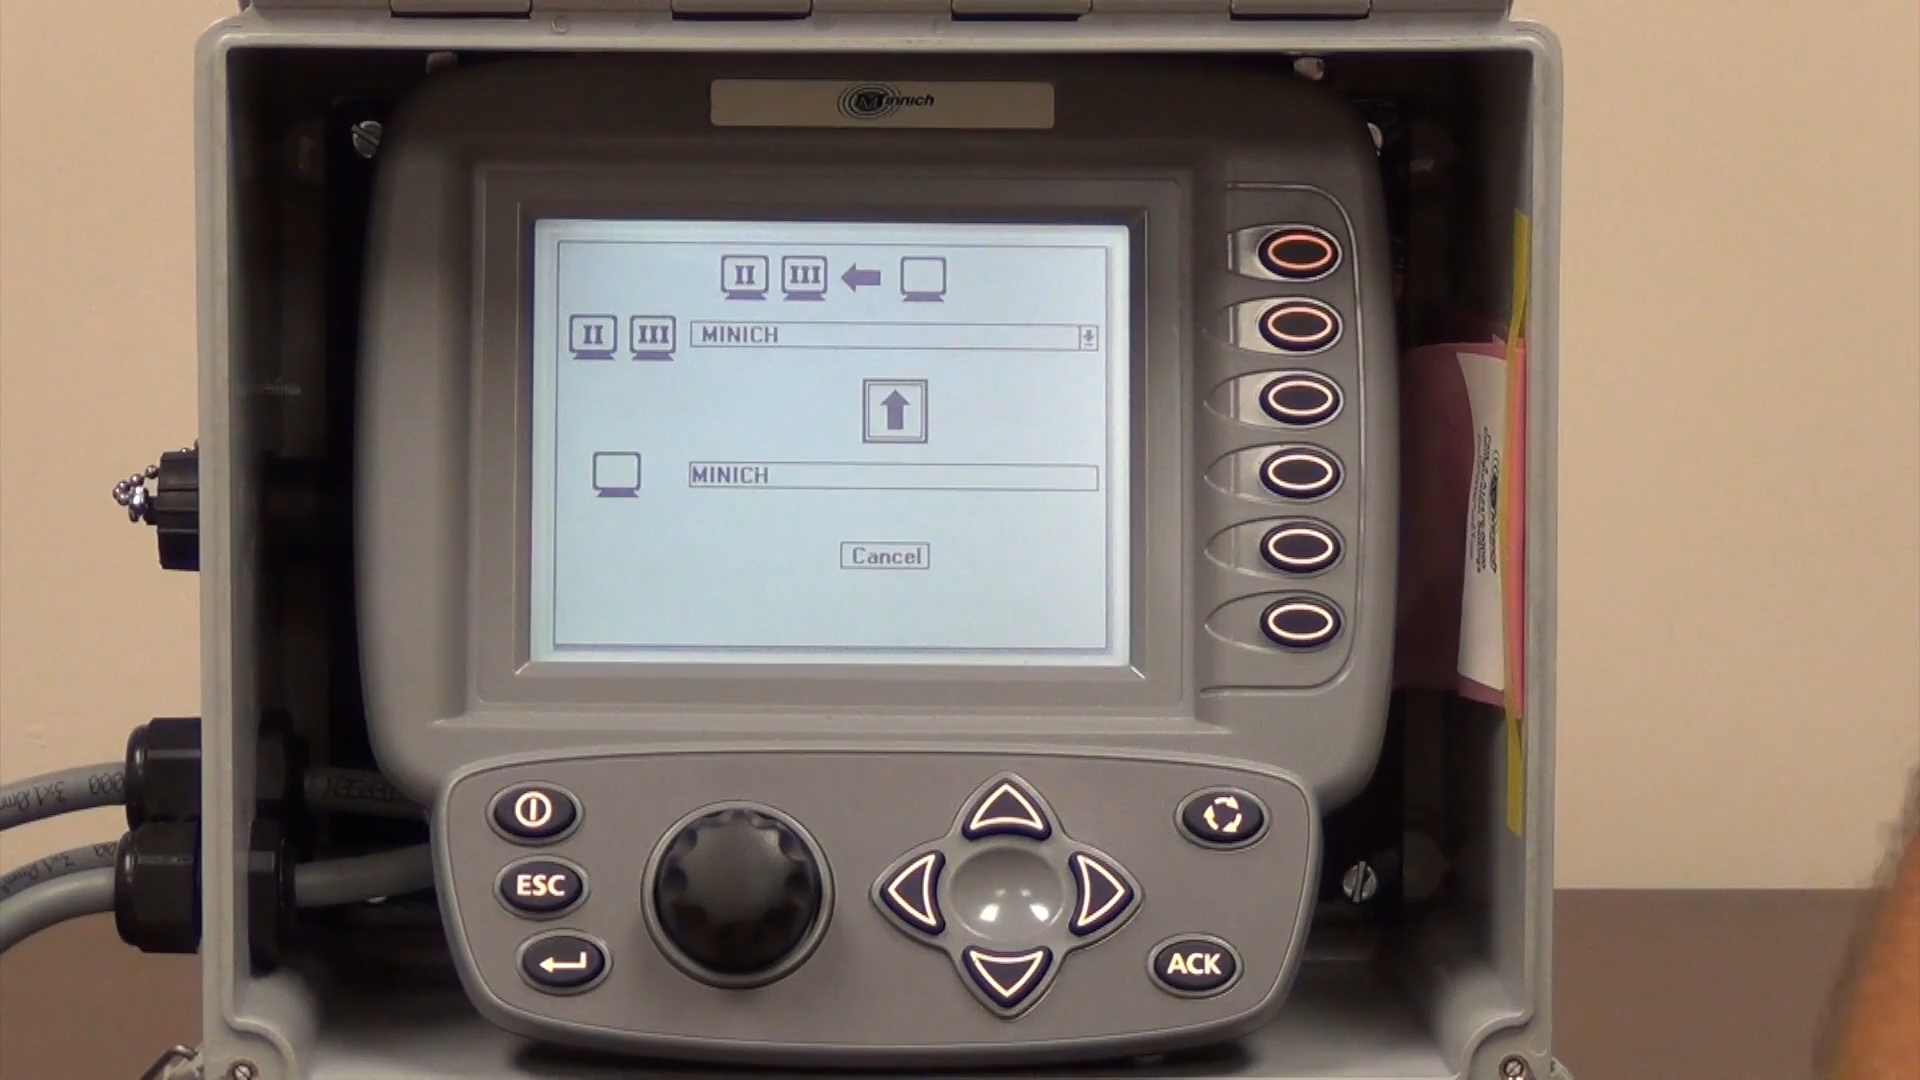 Minnich
II III
II III MINICH
MINICH
Cancel
ESC
ACK